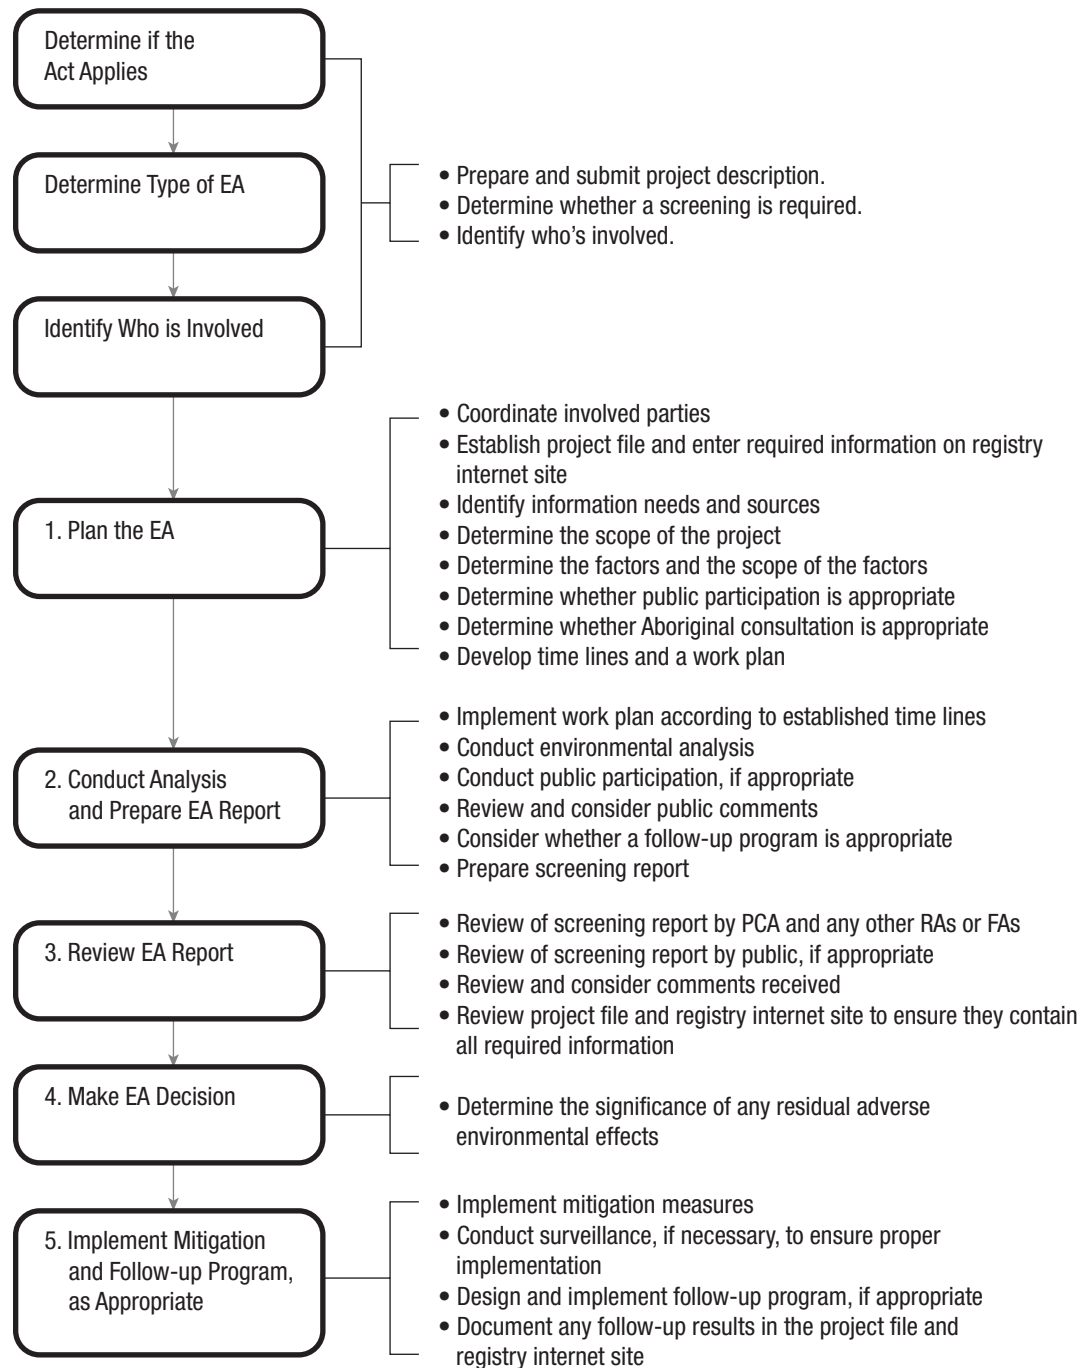 Determine if the
Act Applies
Determine Type of EA
Identify Who is Involved
• Prepare and submit project description.
• Determine whether a screening is required.
• Identify who's involved.
1. Plan the EA
• Coordinate involved parties
• Establish project file and enter required information on registry
internet site
• Identify information needs and sources
• Determine the scope of the project
• Determine the factors and the scope of the factors
• Determine whether public participation is appropriate
• Determine whether Aboriginal consultation is appropriate
• Develop time lines and a work plan
2. Conduct Analysis
and Prepare EA Report
• Implement work plan according to established time lines
• Conduct environmental analysis
• Conduct public participation, if appropriate
• Review and consider public comments
• Consider whether a follow-up program is appropriate
• Prepare screening report
3. Review EA Report
• Review of screening report by PCA and any other RAs or FAs
• Review of screening report by public, if appropriate
• Review and consider comments received
• Review project file and registry internet site to ensure they contain
all required information
4. Make EA Decision
• Determine the significance of any residual adverse
environmental effects
5. Implement Mitigation
and Follow-up Program,
as Appropriate
• Implement mitigation measures
• Conduct surveillance, if necessary, to ensure proper
implementation
• Design and implement follow-up program, if appropriate
• Document any follow-up results in the project file and
registry internet site